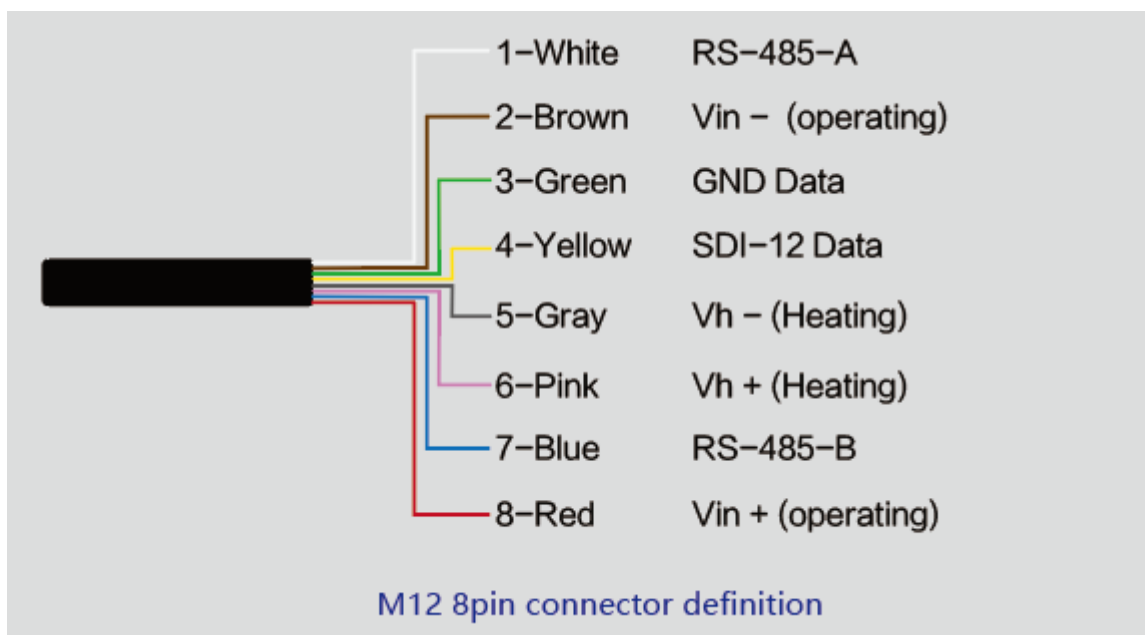 1-White RS-485-A
2-Brown Vin - (operating)
3-Green GND Data
4-Yellow SDI-12 Data
5-Gray Vh - (Heating)
6-Pink Vh + (Heating)
7-Blue RS-485-B
8-Red Vin + (operating)
M12 8pin connector definition